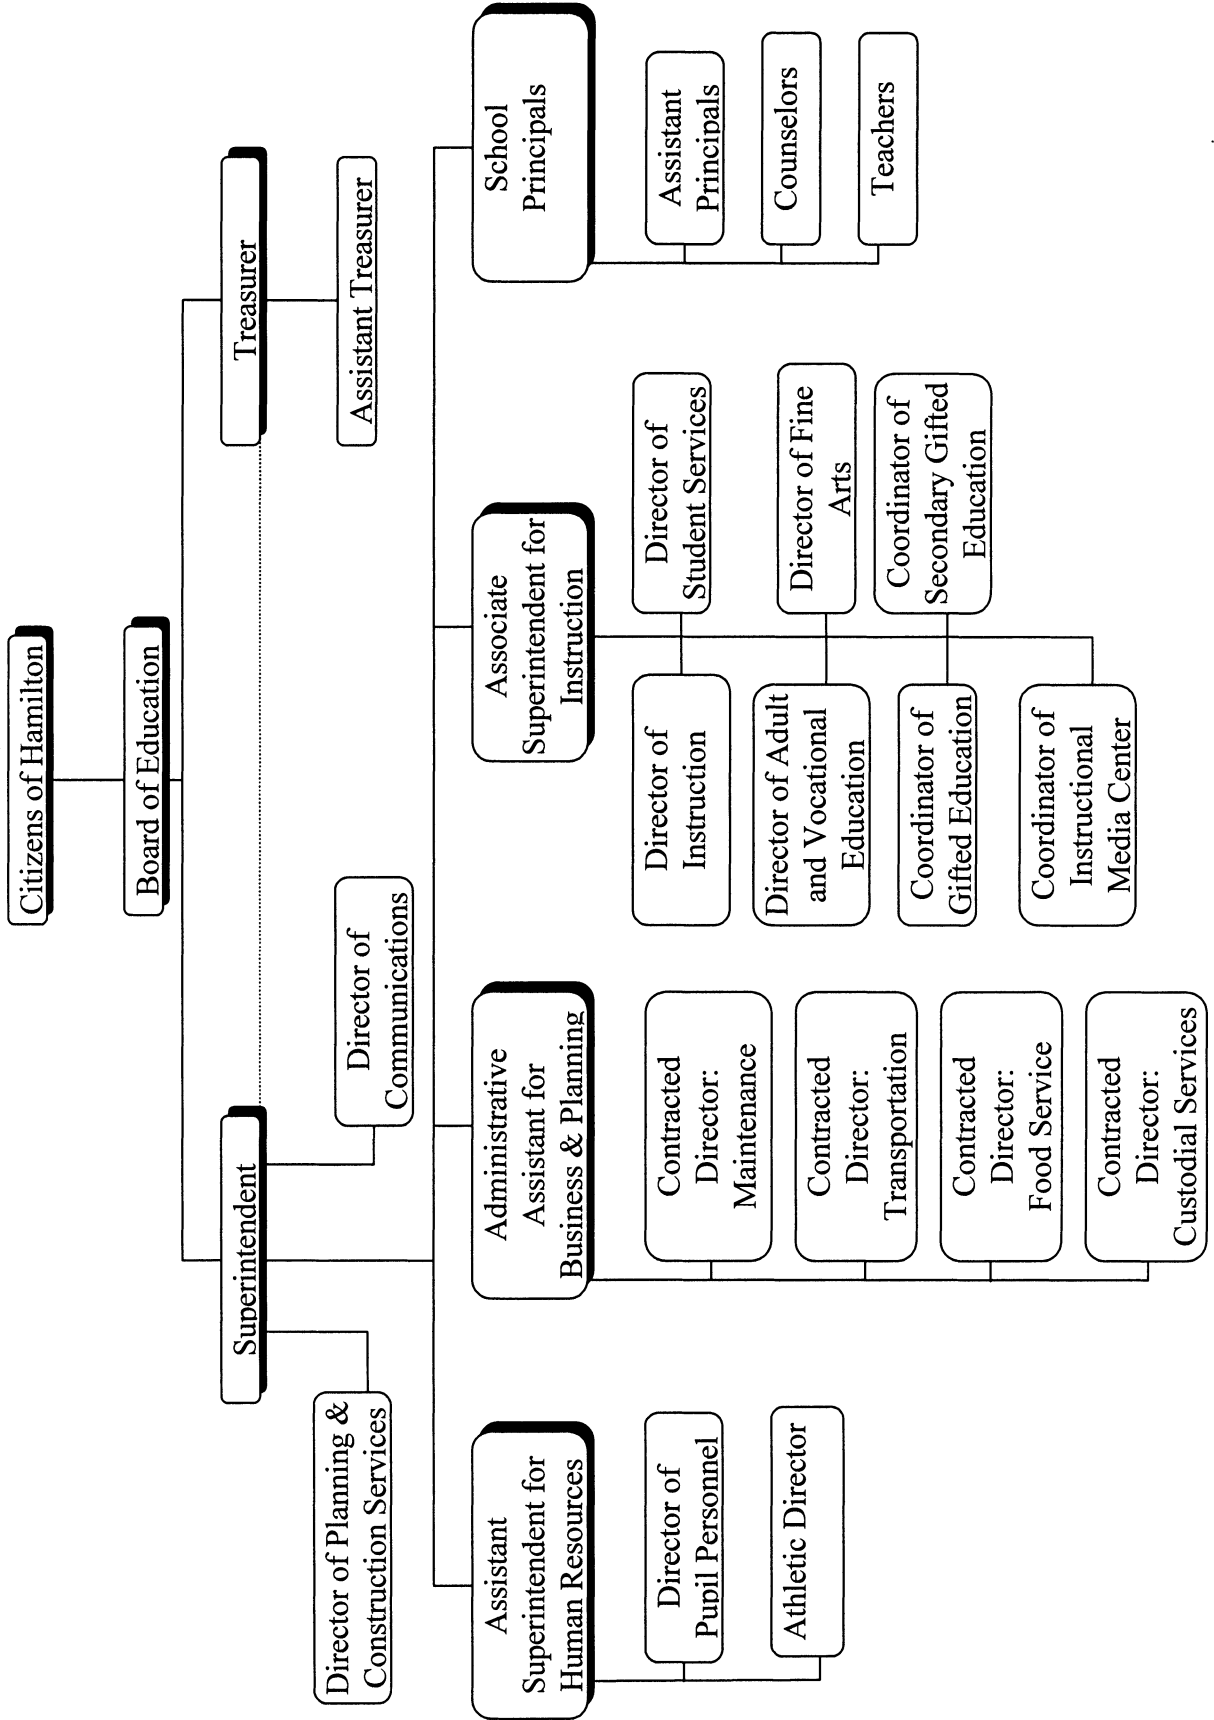 Citizens of Hamilton
Board of Education
Superintendent
Treasurer
Director of Planning &
Construction Services
Director of
Communications
Assistant Treasurer
Assistant
Superintendent for
Human Resources
Administrative
Assistant for
Business & Planning
Associate
Superintendent for
Instruction
School
Principals
Director of
Pupil Personnel
Athletic Director
Contracted
Director:
Maintenance
Contracted
Director:
Transportation
Contracted
Director:
Food Service
Contracted
Director:
Custodial Services
Director of
Instruction
Director of
Student Services
Director of Adult
and Vocational
Education
Director of Fine
Arts
Coordinator of
Gifted Education
Coordinator of
Secondary Gifted
Education
Coordinator of
Instructional
Media Center
Assistant
Principals
Counselors
Teachers